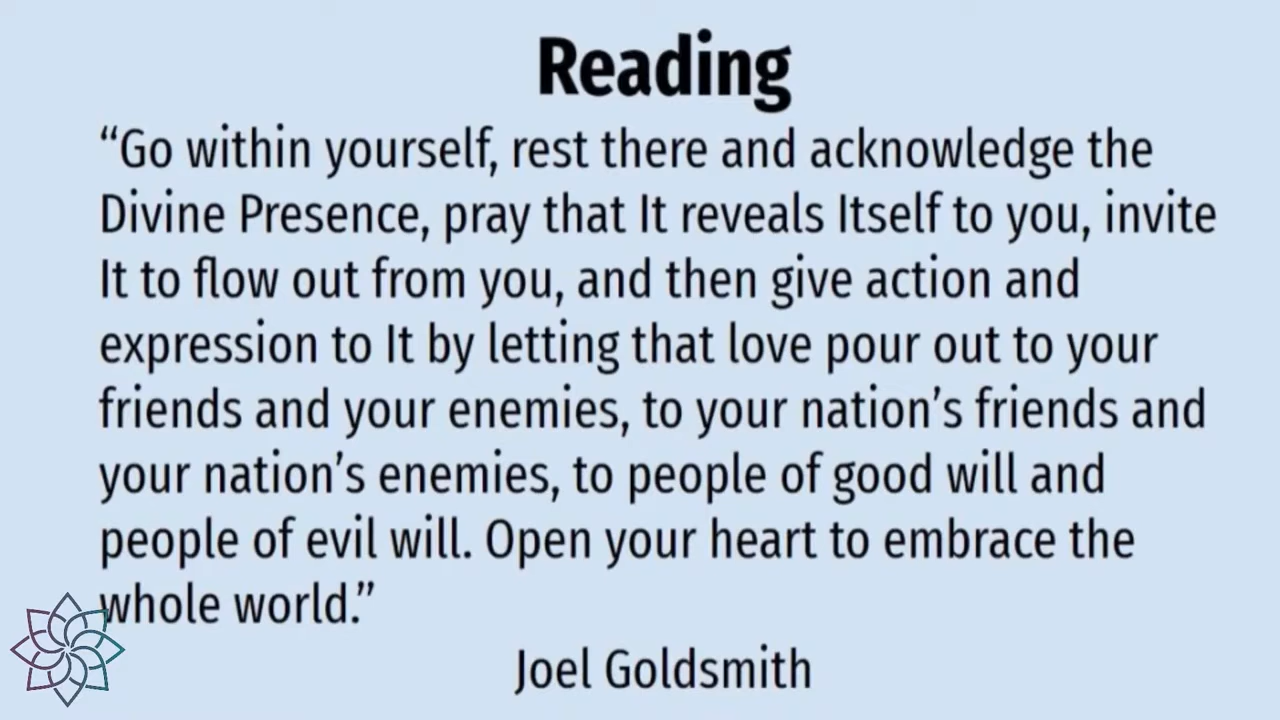 Reading
“Go within yourself, rest there and acknowledge the
Divine Presence, pray that It reveals Itself to you, invite
It to flow out from you, and then give action and
expression to It by letting that love pour out to your
friends and your enemies, to your nation’s friends and
your nation’s enemies, to people of good will and
people of evil will. Open your heart to embrace the
whole world.”
Joel Goldsmith